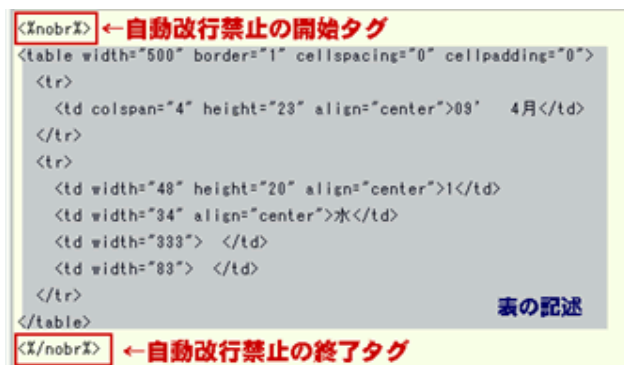 <%nobr%> ←自動改行禁止の開始タグ
<table width="500" border="1" cellspacing="0" cellpadding="0">
<tr>
<td colspan="4" height="23" align="center">09'　4月</td>
</tr>
<tr>
<td width="48" height="20" align="center">1</td>
<td width="34" align="center">水</td>
<td width="333"> </td>
<td width="83"> </td>
</tr>
表の記述
</table>
<%/nobr%> ←自動改行禁止の終了タグ